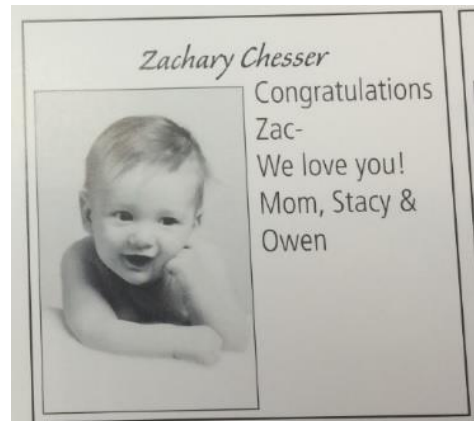 Zachary Chesser
Congratulations
Zac-
We love you!
Mom, Stacy &
Owen